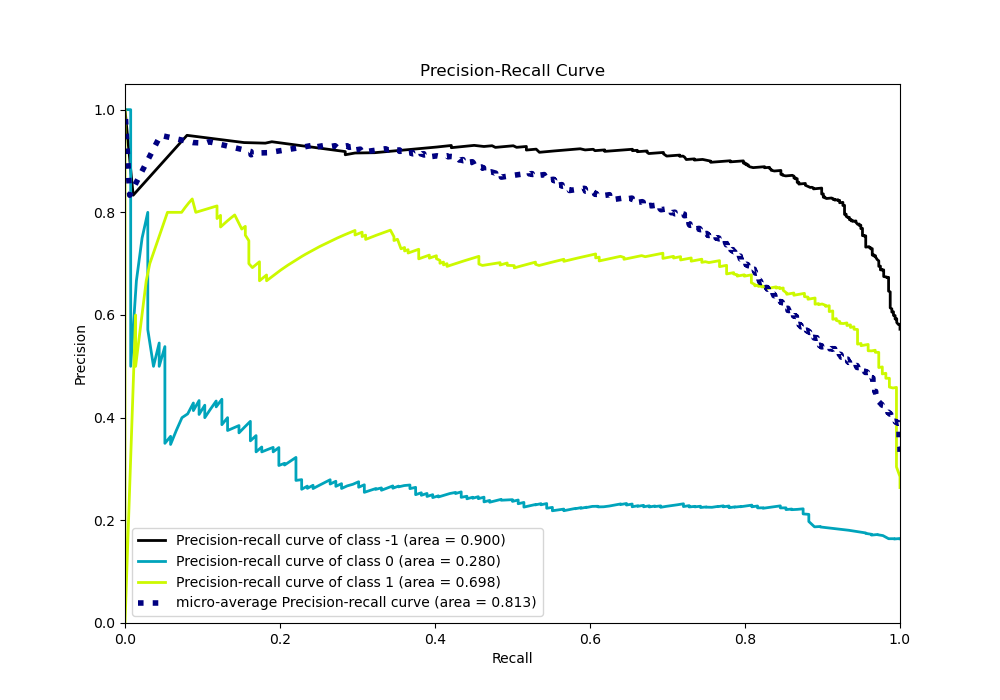 Precision-Recall Curve
1.0
0.8
0.6
0.4
0.2
0.0
Precision
Precision-recall curve of class -1 (area = 0.900)
Precision-recall curve of class 0 (area = 0.280)
Precision-recall curve of class 1 (area = 0.698)
micro-average Precision-recall curve (area = 0.813)
0.0 0.2 0.4 0.6 0.8 1.0
Recall